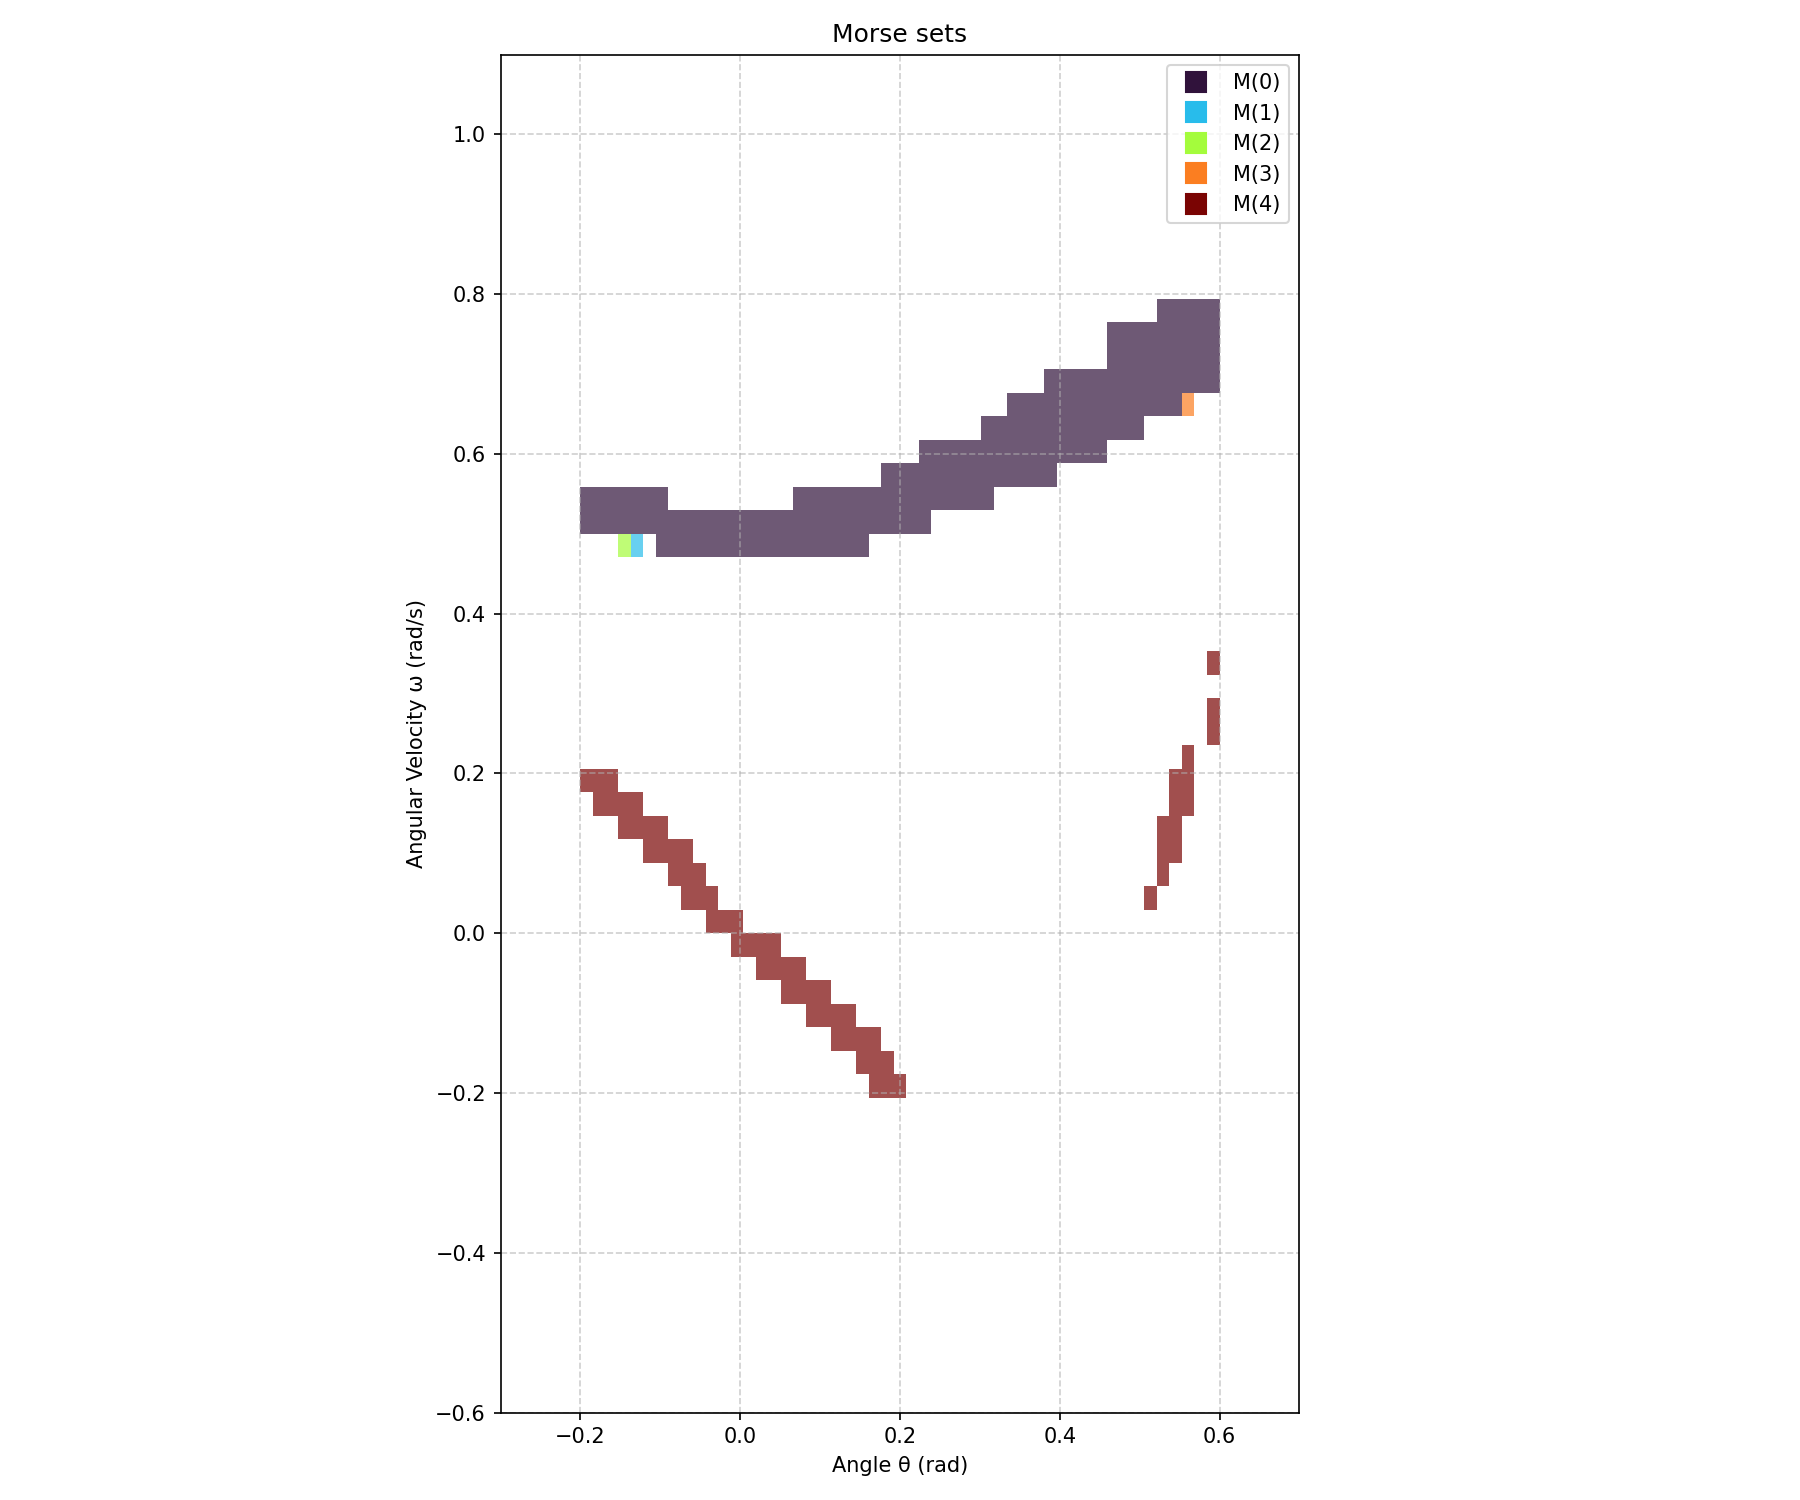 Morse sets
M(0)
M(1)
M(2)
M(3)
M(4)
1.0
0.8
0.6
0.4
0.2
0.0
−0.2
−0.4
−0.6
Angular Velocity ω (rad/s)
−0.2 0.0 0.2 0.4 0.6
Angle θ (rad)